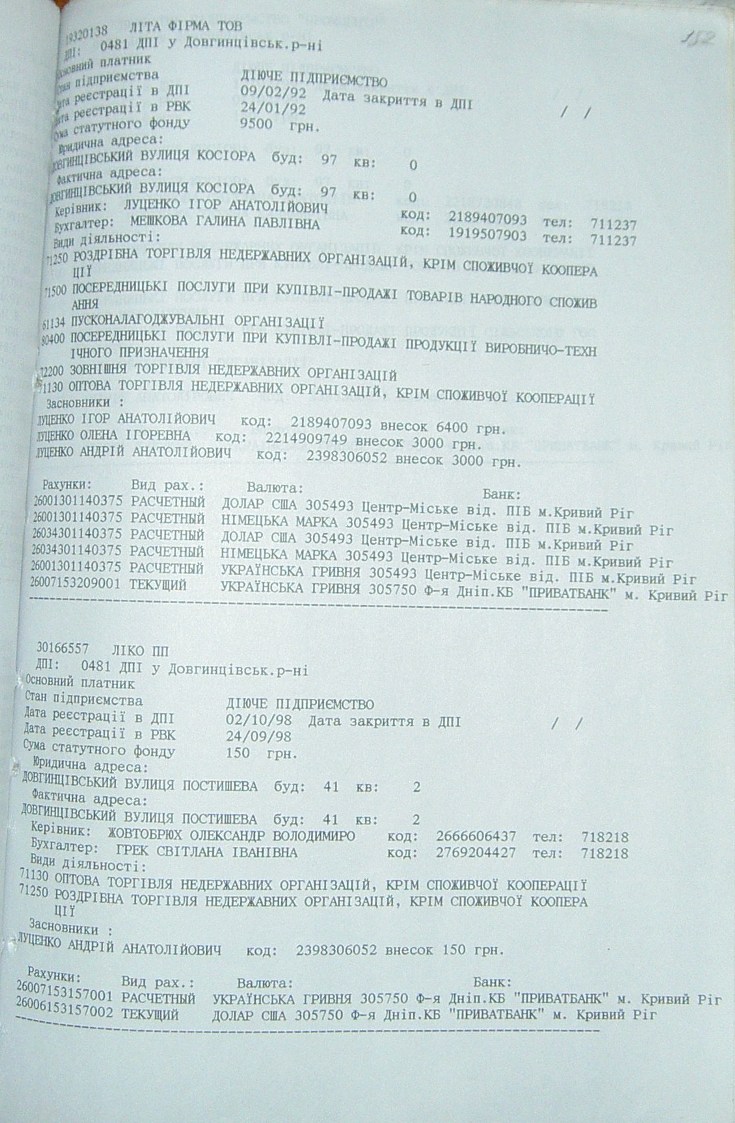 152
19320138 ЛІТА ФІРМА ТОВ
ДПІ: 0481 ДПІ у Довгинцівськ.р-ні
Основний платник
Стан підприємства ДІЮЧЕ ПІДПРИЄМСТВО
Дата реєстрації в ДПІ 09/02/92 Дата закриття в ДПІ / /
Дата реєстрації в РВК 24/01/92
Сума статутного фонду 9500 грн.
Юридична адреса:
ДОВГИНЦІВСЬКИЙ ВУЛИЦЯ КОСІОРА буд: 97 кв: 0
Фактична адреса:
ДОВГИНЦІВСЬКИЙ ВУЛИЦЯ КОСІОРА буд: 97 кв: 0
Керівник: ЛУЦЕНКО ІГОР АНАТОЛІЙОВИЧ код: 2189407093 тел: 711237
Бухгалтер: МЕШКОВА ГАЛИНА ПАВЛІВНА код: 1919507903 тел: 711237
Види діяльності:
71250 РОЗДРІБНА ТОРГІВЛЯ НЕДЕРЖАВНИХ ОРГАНІЗАЦІЙ, КРІМ СПОЖИВЧОЇ КООПЕРА
ЦІЇ
71500 ПОСЕРЕДНИЦЬКІ ПОСЛУГИ ПРИ КУПІВЛІ-ПРОДАЖІ ТОВАРІВ НАРОДНОГО СПОЖИВ
АННЯ
61134 ПУСКОНАЛАГОДЖУВАЛЬНІ ОРГАНІЗАЦІЇ
80400 ПОСЕРЕДНИЦЬКІ ПОСЛУГИ ПРИ КУПІВЛІ-ПРОДАЖІ ПРОДУКЦІЇ ВИРОБНИЧО-ТЕХН
ІЧНОГО ПРИЗНАЧЕННЯ
72200 ЗОВНІШНЯ ТОРГІВЛЯ НЕДЕРЖАВНИХ ОРГАНІЗАЦІЙ
71130 ОПТОВА ТОРГІВЛЯ НЕДЕРЖАВНИХ ОРГАНІЗАЦІЙ, КРІМ СПОЖИВЧОЇ КООПЕРАЦІЇ
Засновники :
ЛУЦЕНКО ІГОР АНАТОЛІЙОВИЧ код: 2189407093 внесок 6400 грн.
ЛУЦЕНКО ОЛЕНА ІГОРЕВНА код: 2214909749 внесок 3000 грн.
ЛУЦЕНКО АНДРІЙ АНАТОЛІЙОВИЧ код: 2398306052 внесок 3000 грн.
Рахунки: Вид рах.: Валюта: Банк:
26001301140375 РАСЧЕТНЫЙ ДОЛАР США 305493 Центр-Міське від. ПІБ м.Кривий Ріг
26001301140375 РАСЧЕТНЫЙ НІМЕЦЬКА МАРКА 305493 Центр-Міське від. ПІБ м.Кривий Ріг
26034301140375 РАСЧЕТНЫЙ ДОЛАР США 305493 Центр-Міське від. ПІБ м.Кривий Ріг
26034301140375 РАСЧЕТНЫЙ НІМЕЦЬКА МАРКА 305493 Центр-Міське від. ПІБ м.Кривий Ріг
26001301140375 РАСЧЕТНЫЙ УКРАЇНСЬКА ГРИВНЯ 305493 Центр-Міське від. ПІБ м.Кривий Ріг
26007153209001 ТЕКУЩИЙ УКРАЇНСЬКА ГРИВНЯ 305750 Ф-я Дніп.КБ "ПРИВАТБАНК" м. Кривий Ріг
30166557 ЛІКО ПП
ДПІ: 0481 ДПІ у Довгинцівськ.р-ні
Основний платник
Стан підприємства ДІЮЧЕ ПІДПРИЄМСТВО
Дата реєстрації в ДПІ 02/10/98 Дата закриття в ДПІ / /
Дата реєстрації в РВК 24/09/98
Сума статутного фонду 150 грн.
Юридична адреса:
ДОВГИНЦІВСЬКИЙ ВУЛИЦЯ ПОСТИШЕВА буд: 41 кв: 2
Фактична адреса:
ДОВГИНЦІВСЬКИЙ ВУЛИЦЯ ПОСТИШЕВА буд: 41 кв: 2
Керівник: ЖОВТОБРЮХ ОЛЕКСАНДР ВОЛОДИМИРО код: 2666606437 тел: 718218
Бухгалтер: ГРЕК СВІТЛАНА ІВАНІВНА код: 2769204427 тел: 718218
Види діяльності:
71130 ОПТОВА ТОРГІВЛЯ НЕДЕРЖАВНИХ ОРГАНІЗАЦІЙ, КРІМ СПОЖИВЧОЇ КООПЕРАЦІЇ
71250 РОЗДРІБНА ТОРГІВЛЯ НЕДЕРЖАВНИХ ОРГАНІЗАЦІЙ, КРІМ СПОЖИВЧОЇ КООПЕРА
ЦІЇ
Засновники :
ЛУЦЕНКО АНДРІЙ АНАТОЛІЙОВИЧ код: 2398306052 внесок 150 грн.
Рахунки: Вид рах.: Валюта: Банк:
26007153157001 РАСЧЕТНЫЙ УКРАЇНСЬКА ГРИВНЯ 305750 Ф-я Дніп.КБ "ПРИВАТБАНК" м. Кривий Ріг
26006153157002 ТЕКУЩИЙ ДОЛАР США 305750 Ф-я Дніп.КБ "ПРИВАТБАНК" м. Кривий Ріг